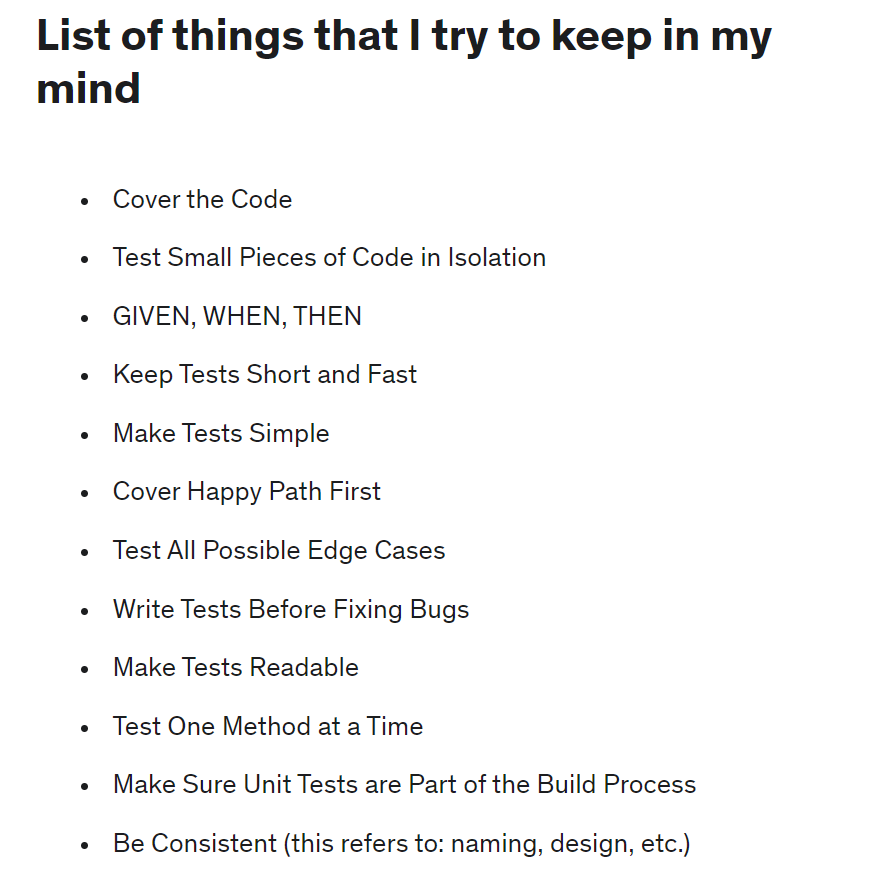 List of things that I try to keep in my
mind
• Cover the Code
• Test Small Pieces of Code in Isolation
• GIVEN, WHEN, THEN
• Keep Tests Short and Fast
• Make Tests Simple
• Cover Happy Path First
• Test All Possible Edge Cases
• Write Tests Before Fixing Bugs
• Make Tests Readable
• Test One Method at a Time
• Make Sure Unit Tests are Part of the Build Process
• Be Consistent (this refers to: naming, design, etc.)